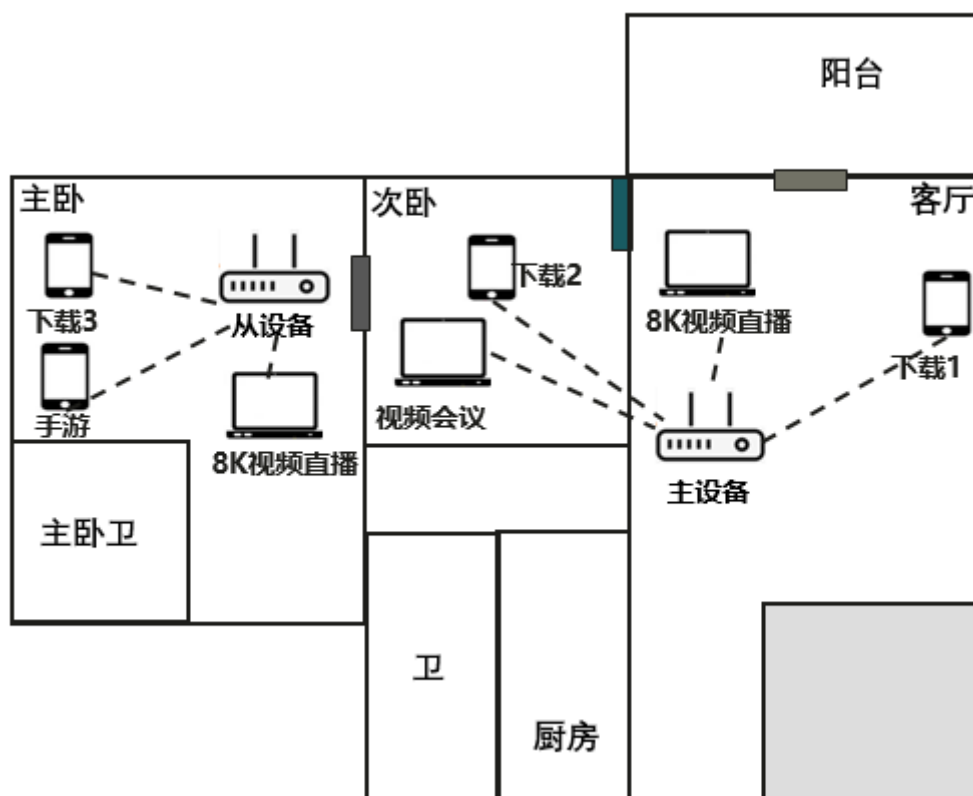 阳台
主卧
次卧
客厅
下载2
下载3
从设备
8K视频直播
下载1
手游
视频会议
8K视频直播
主设备
主卧卫
卫
厨房